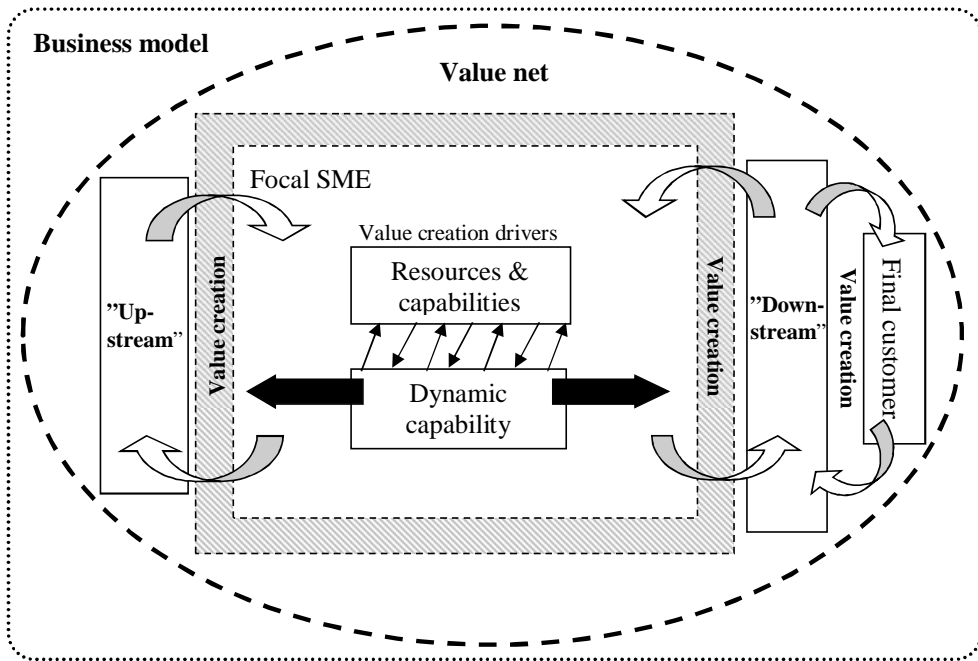 Business model
Value net
Focal SME
Value creation drivers
Resources &
capabilities
Dynamic
capability
”Up-
stream”
Value creation
Value creation
”Down-
stream”
Value creation
Final customer